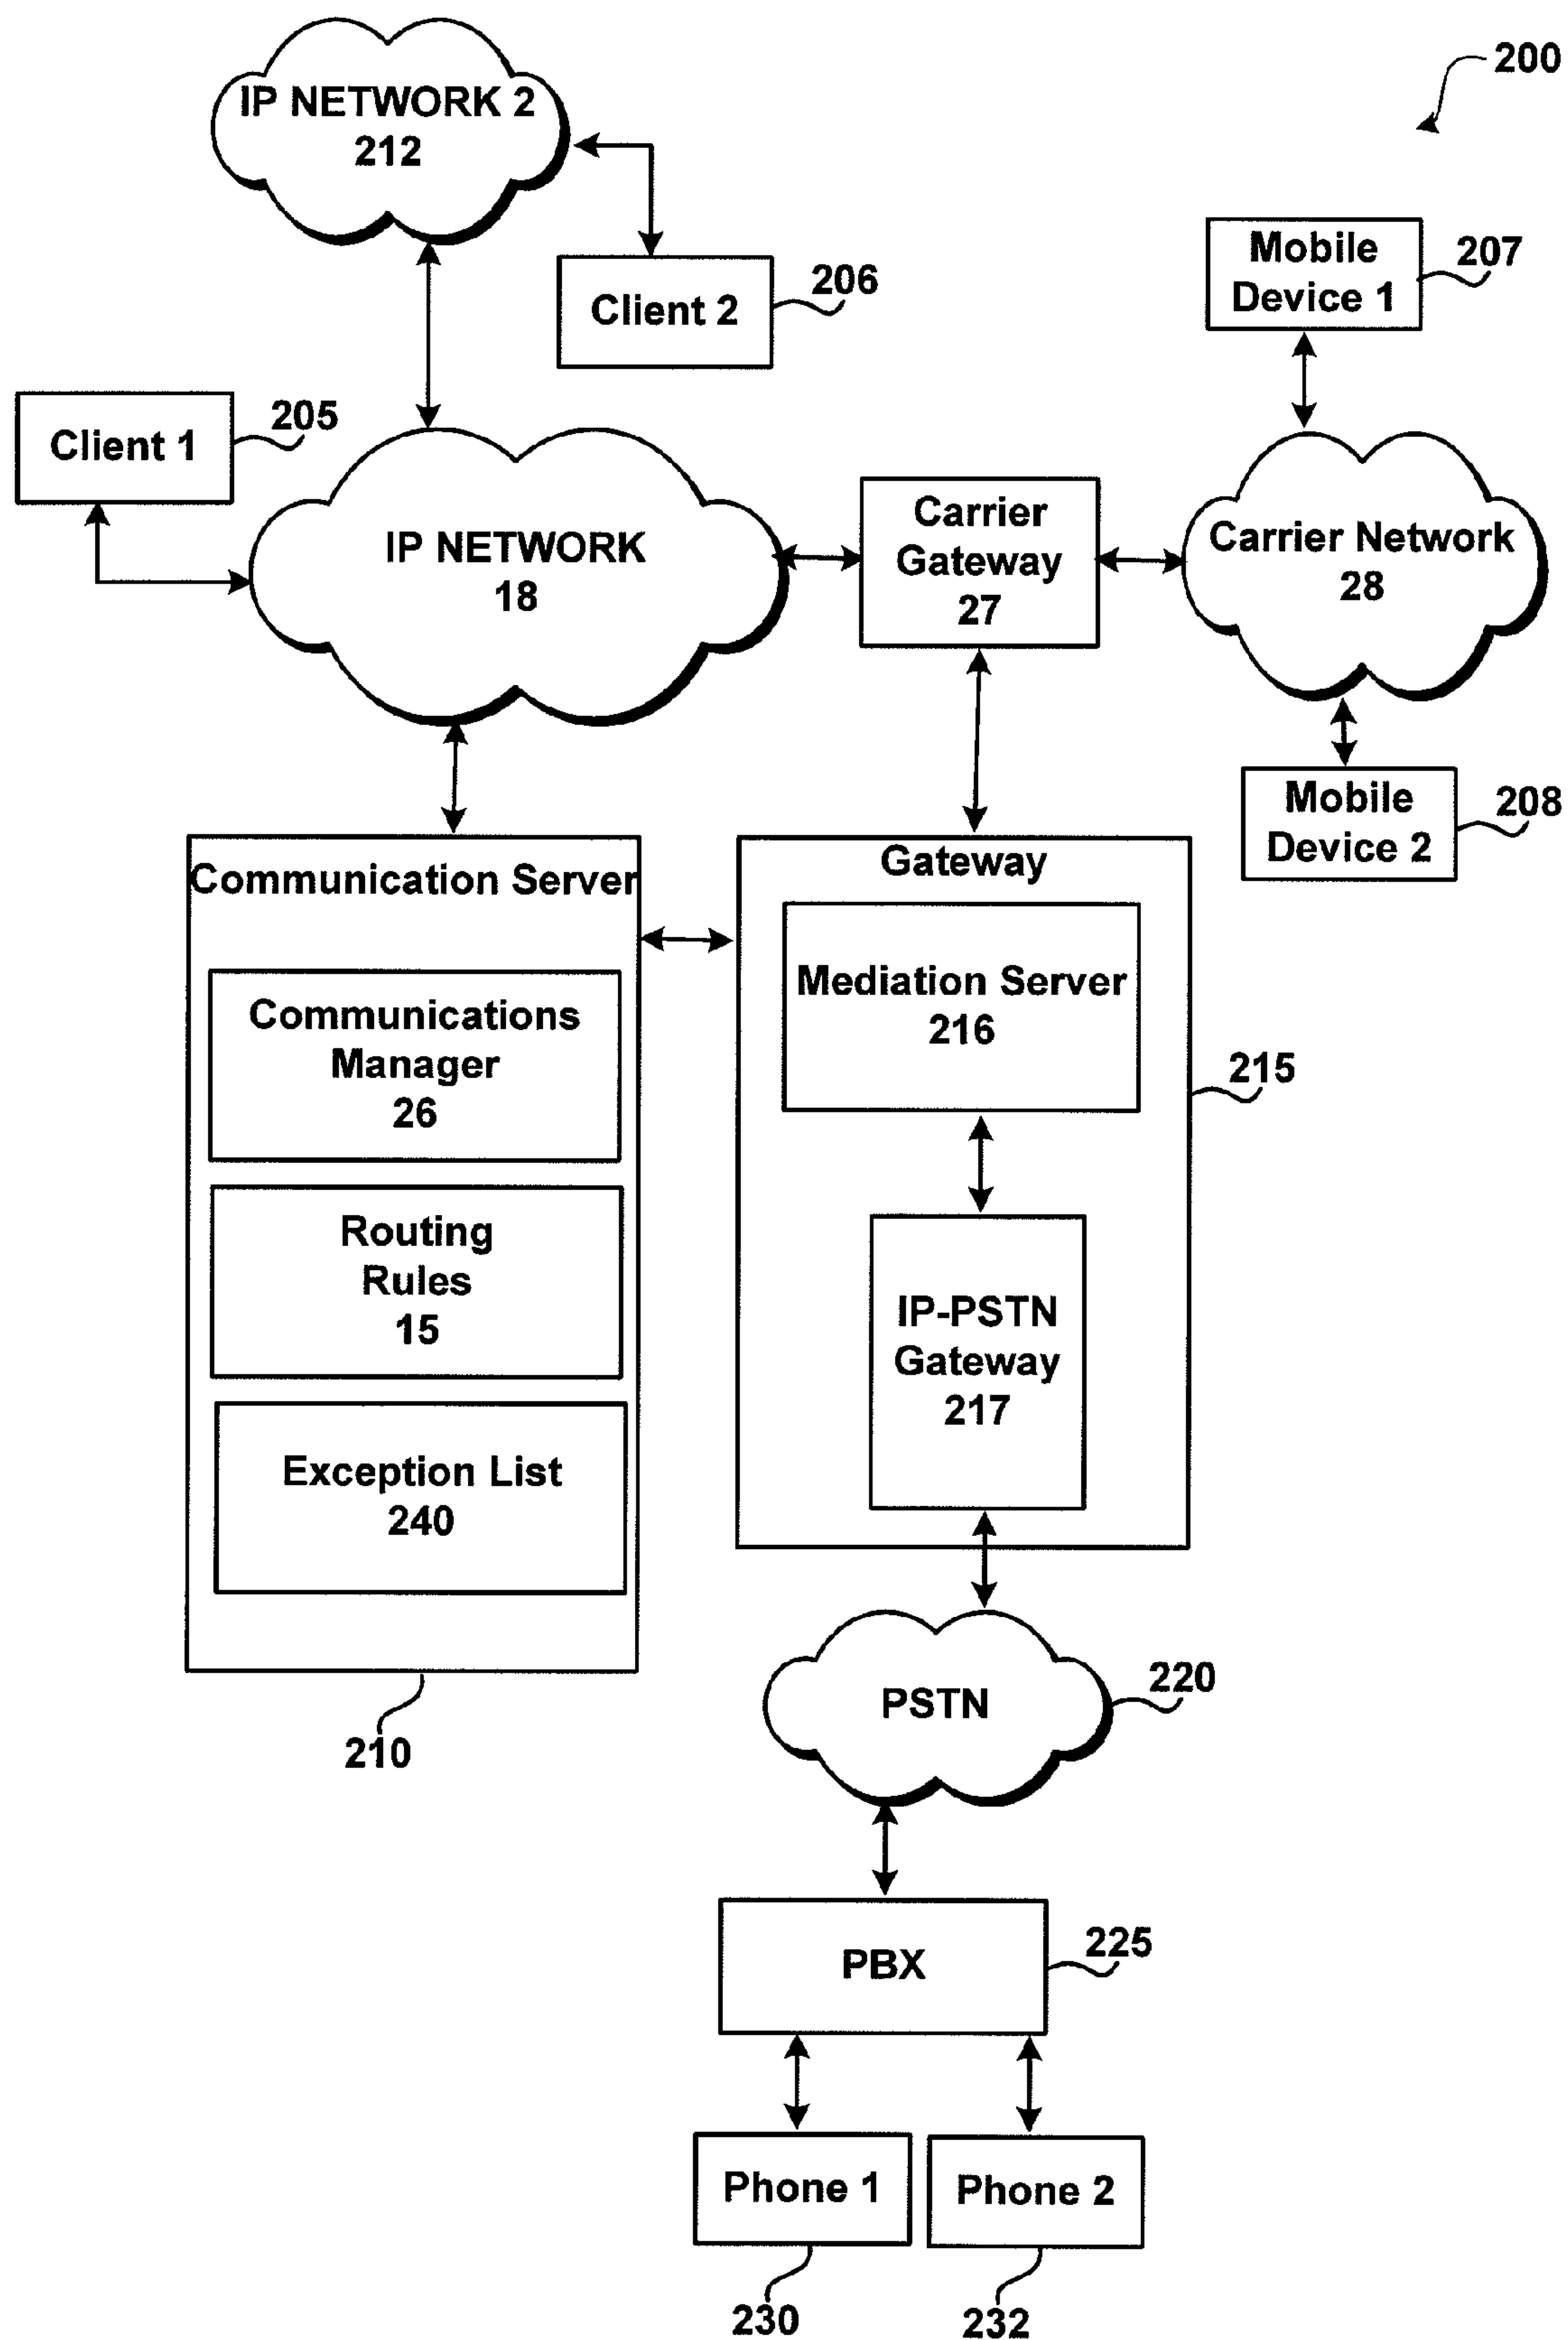 200
IP NETWORK 2
212
Client 2
206
Mobile
Device 1
207
Client 1
205
IP NETWORK
18
Carrier
Gateway
27
Carrier Network
28
Mobile
Device 2
208
Communication Server
Communications
Manager
26
Routing
Rules
15
Exception List
240
210
Gateway
Mediation Server
216
215
IP-PSTN
Gateway
217
PSTN
220
PBX
225
Phone 1
Phone 2
230
232